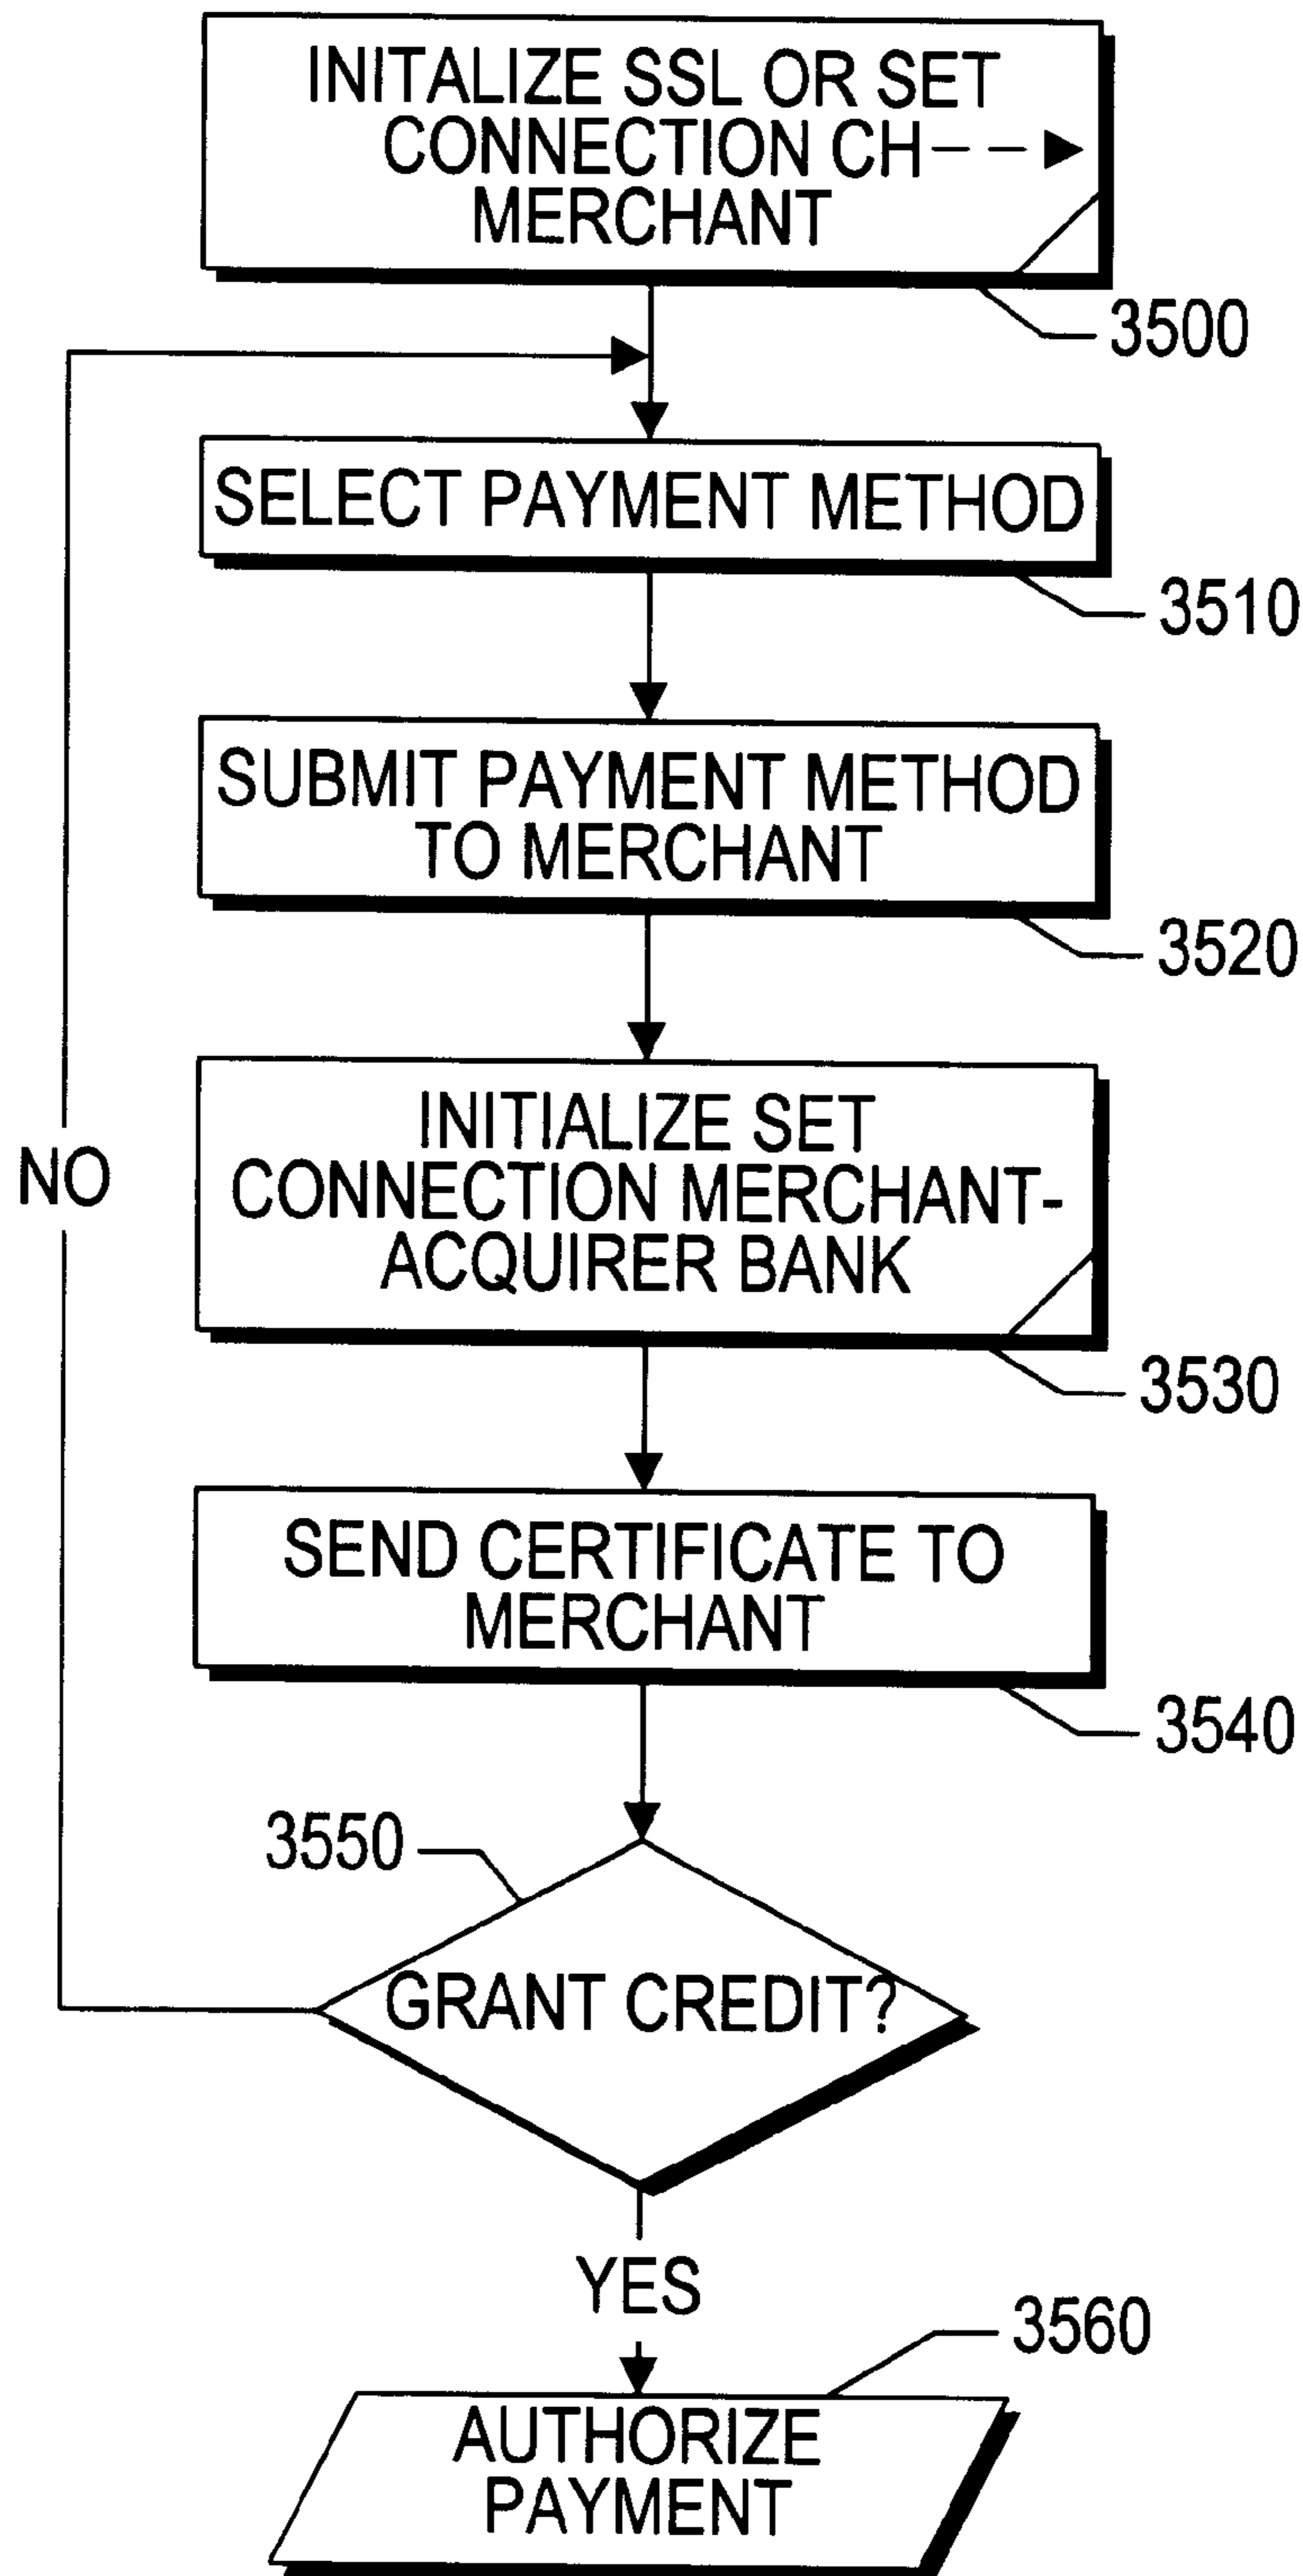 INITALIZE SSL OR SET
CONNECTION CH
MERCHANT
3500
SELECT PAYMENT METHOD
3510
SUBMIT PAYMENT METHOD
TO MERCHANT
3520
INITIALIZE SET
CONNECTION MERCHANT-
ACQUIRER BANK
3530
NO
SEND CERTIFICATE TO
MERCHANT
3540
3550
GRANT CREDIT?
YES
3560
AUTHORIZE
PAYMENT